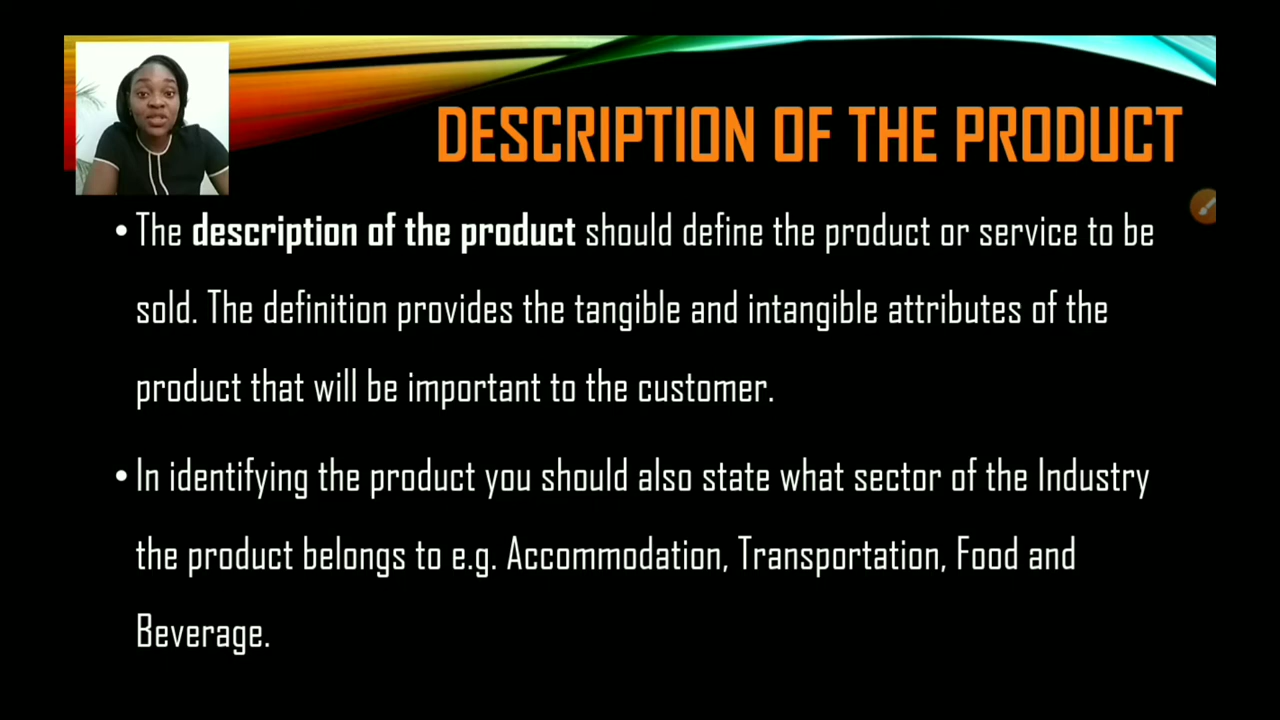 DESCRIPTION OF THE PRODUCT
• The description of the product should define the product or service to be
sold. The definition provides the tangible and intangible attributes of the
product that will be important to the customer.
• In identifying the product you should also state what sector of the Industry
the product belongs to e.g. Accommodation, Transportation, Food and
Beverage.